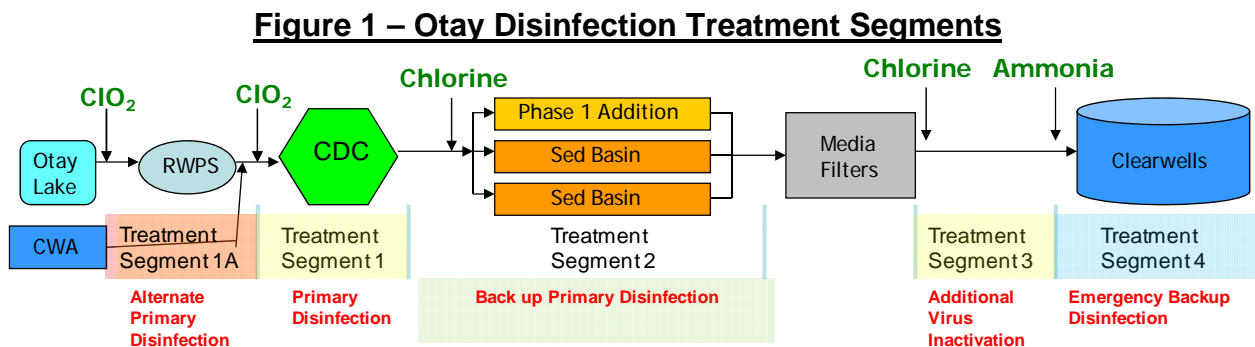 Figure 1 – Otay Disinfection Treatment Segments
Chlorine
Chlorine
Ammonia
ClO2
ClO2
Otay
Lake
RWPS
CDC
Phase 1 Addition
Sed Basin
Sed Basin
Media
Filters
Clearwells
CWA
Treatment
Segment 1A
Treatment
Segment 1
Treatment
Segment 2
Treatment
Segment 3
Treatment
Segment 4
Alternate
Primary
Disinfection
Primary
Disinfection
Back up Primary Disinfection
Additional
Virus
Inactivation
Emergency Backup
Disinfection